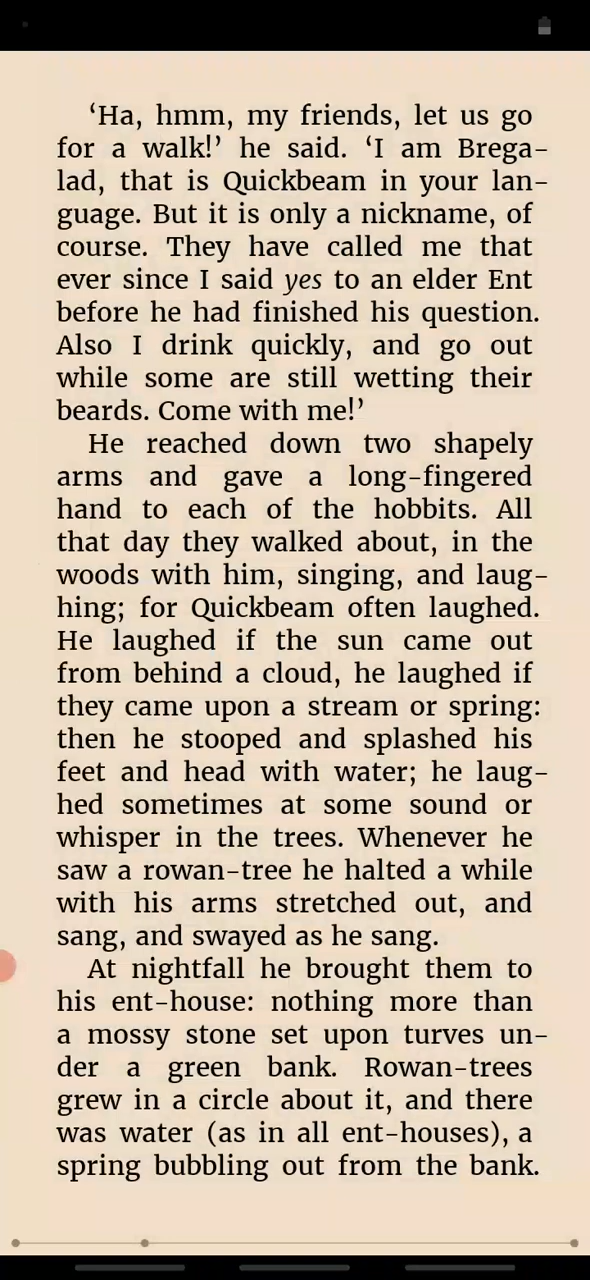 ‘Ha, hmm, my friends, let us go
for a walk!’ he said. ‘I am Brega-
lad, that is Quickbeam in your lan-
guage. But it is only a nickname, of
course. They have called me that
ever since I said yes to an elder Ent
before he had finished his question.
Also I drink quickly, and go out
while some are still wetting their
beards. Come with me!’
He reached down two shapely
arms and gave a long-fingered
hand to each of the hobbits. All
that day they walked about, in the
woods with him, singing, and laug-
hing; for Quickbeam often laughed.
He laughed if the sun came out
from behind a cloud, he laughed if
they came upon a stream or spring:
then he stooped and splashed his
feet and head with water; he laug-
hed sometimes at some sound or
whisper in the trees. Whenever he
saw a rowan-tree he halted a while
with his arms stretched out, and
sang, and swayed as he sang.
At nightfall he brought them to
his ent-house: nothing more than
a mossy stone set upon turves un-
der a green bank. Rowan-trees
grew in a circle about it, and there
was water (as in all ent-houses), a
spring bubbling out from the bank.